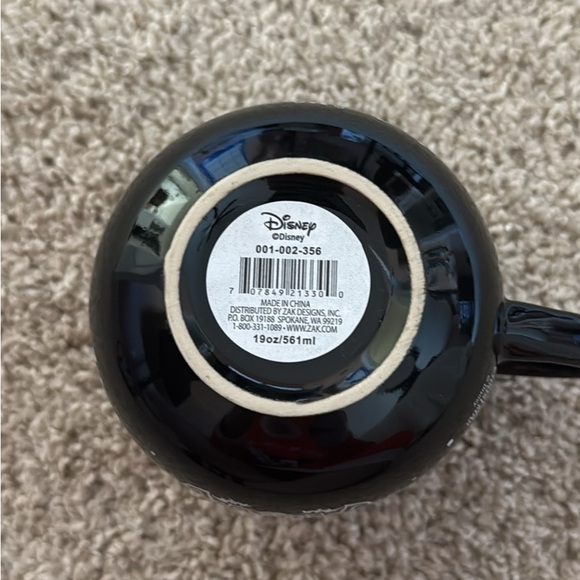 Disney
©Disney
001-002-356
7 07849 21330 0
MADE IN CHINA
DISTRIBUTED BY ZAK DESIGNS, INC.
P.O. BOX 19188 SPOKANE, WA 99219
1-800-331-1089 • WWW.ZAK.COM
19oz/561ml